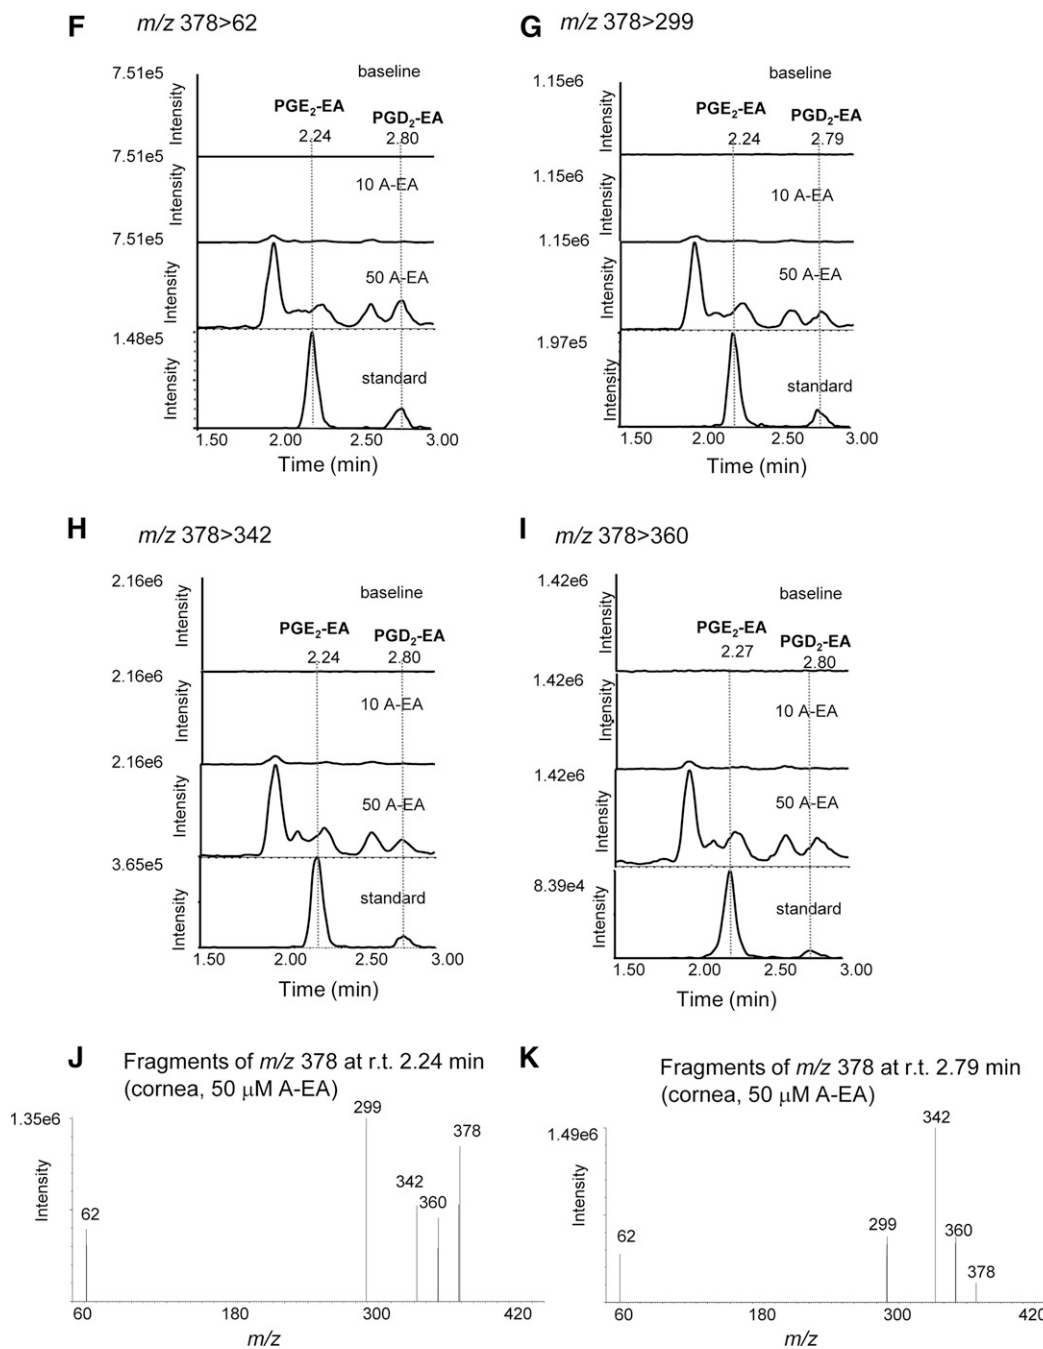 F m/z 378>62
7.51e5
Intensity
baseline
PGE2-EA
2.24
PGD2-EA
2.80
7.51e5
Intensity
10 A-EA
7.51e5
Intensity
50 A-EA
1.48e5
Intensity
standard
1.50 2.00 2.50 3.00
Time (min)
G m/z 378>299
1.15e6
Intensity
baseline
PGE2-EA
2.24
PGD2-EA
2.79
1.15e6
Intensity
10 A-EA
1.15e6
Intensity
50 A-EA
1.97e5
Intensity
standard
1.50 2.00 2.50 3.00
Time (min)
H m/z 378>342
2.16e6
Intensity
baseline
PGE2-EA
2.24
PGD2-EA
2.80
2.16e6
Intensity
10 A-EA
2.16e6
Intensity
50 A-EA
3.65e5
Intensity
standard
1.50 2.00 2.50 3.00
Time (min)
I m/z 378>360
1.42e6
Intensity
baseline
PGE2-EA
2.27
PGD2-EA
2.80
1.42e6
Intensity
10 A-EA
1.42e6
Intensity
50 A-EA
8.39e4
Intensity
standard
1.50 2.00 2.50 3.00
Time (min)
J Fragments of m/z 378 at r.t. 2.24 min
(cornea, 50 μM A-EA)
1.35e6
Intensity
299
378
342
360
62
60 180 300 420
m/z
K Fragments of m/z 378 at r.t. 2.79 min
(cornea, 50 μM A-EA)
1.49e6
Intensity
342
299
360
62
378
60 180 300 420
m/z